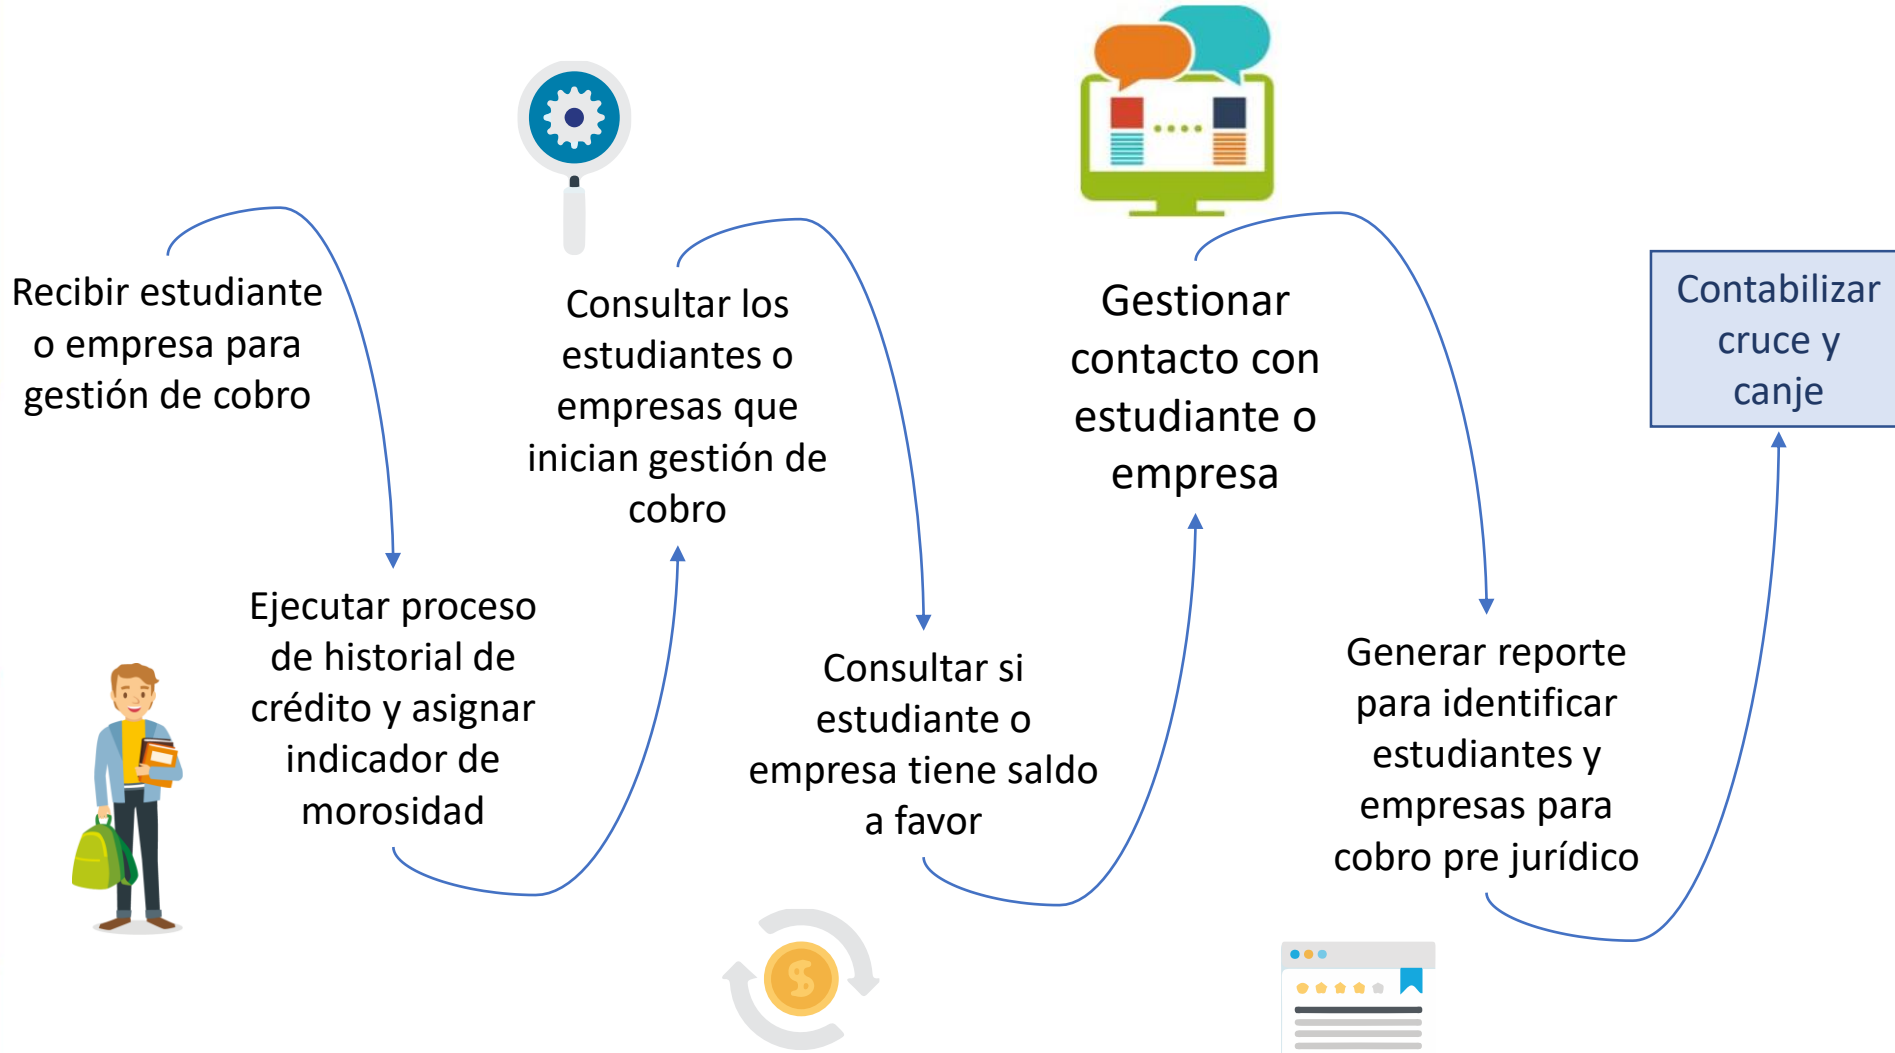 Recibir estudiante
o empresa para
gestión de cobro
Ejecutar proceso
de historial de
crédito y asignar
indicador de
morosidad
Consultar los
estudiantes o
empresas que
inician gestión de
cobro
Consultar si
estudiante o
empresa tiene saldo
a favor
Gestionar
contacto con
estudiante o
empresa
Generar reporte
para identificar
estudiantes y
empresas para
cobro pre jurídico
Contabilizar
cruce y
canje